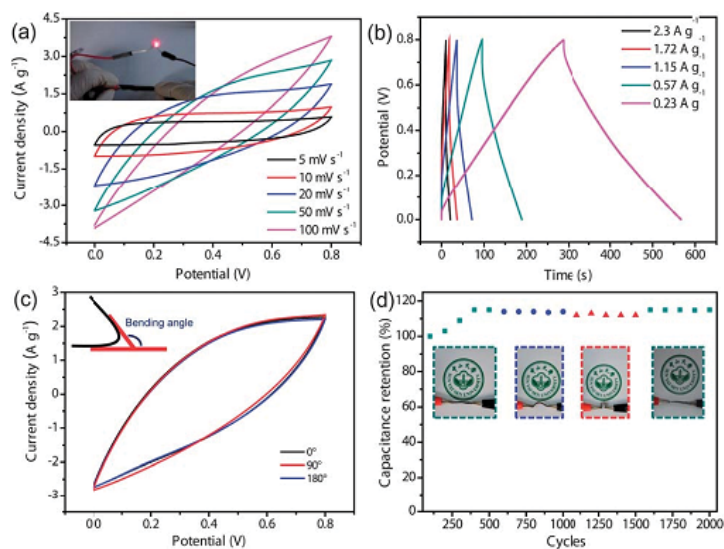 (a)
4.5
3.0
1.5
0.0
-1.5
-3.0
-4.5
Current density (A g⁻¹)
5 mV s⁻¹
10 mV s⁻¹
20 mV s⁻¹
50 mV s⁻¹
100 mV s⁻¹
0.0 0.2 0.4 0.6 0.8
Potential (V)
(b)
0.8
0.6
0.4
0.2
0.0
Potential (V)
2.3 A g⁻¹
1.72 A g⁻¹
1.15 A g⁻¹
0.57 A g⁻¹
0.23 A g⁻¹
0 100 200 300 400 500 600
Time (s)
(c)
3
2
1
0
-1
-2
-3
Current density (A g⁻¹)
Bending angle
0°
90°
180°
0.0 0.2 0.4 0.6 0.8
Potential (V)
(d)
120
100
80
60
40
20
0
Capacitance retention (%)
250 500 750 1000 1250 1500 1750 2000
Cycles